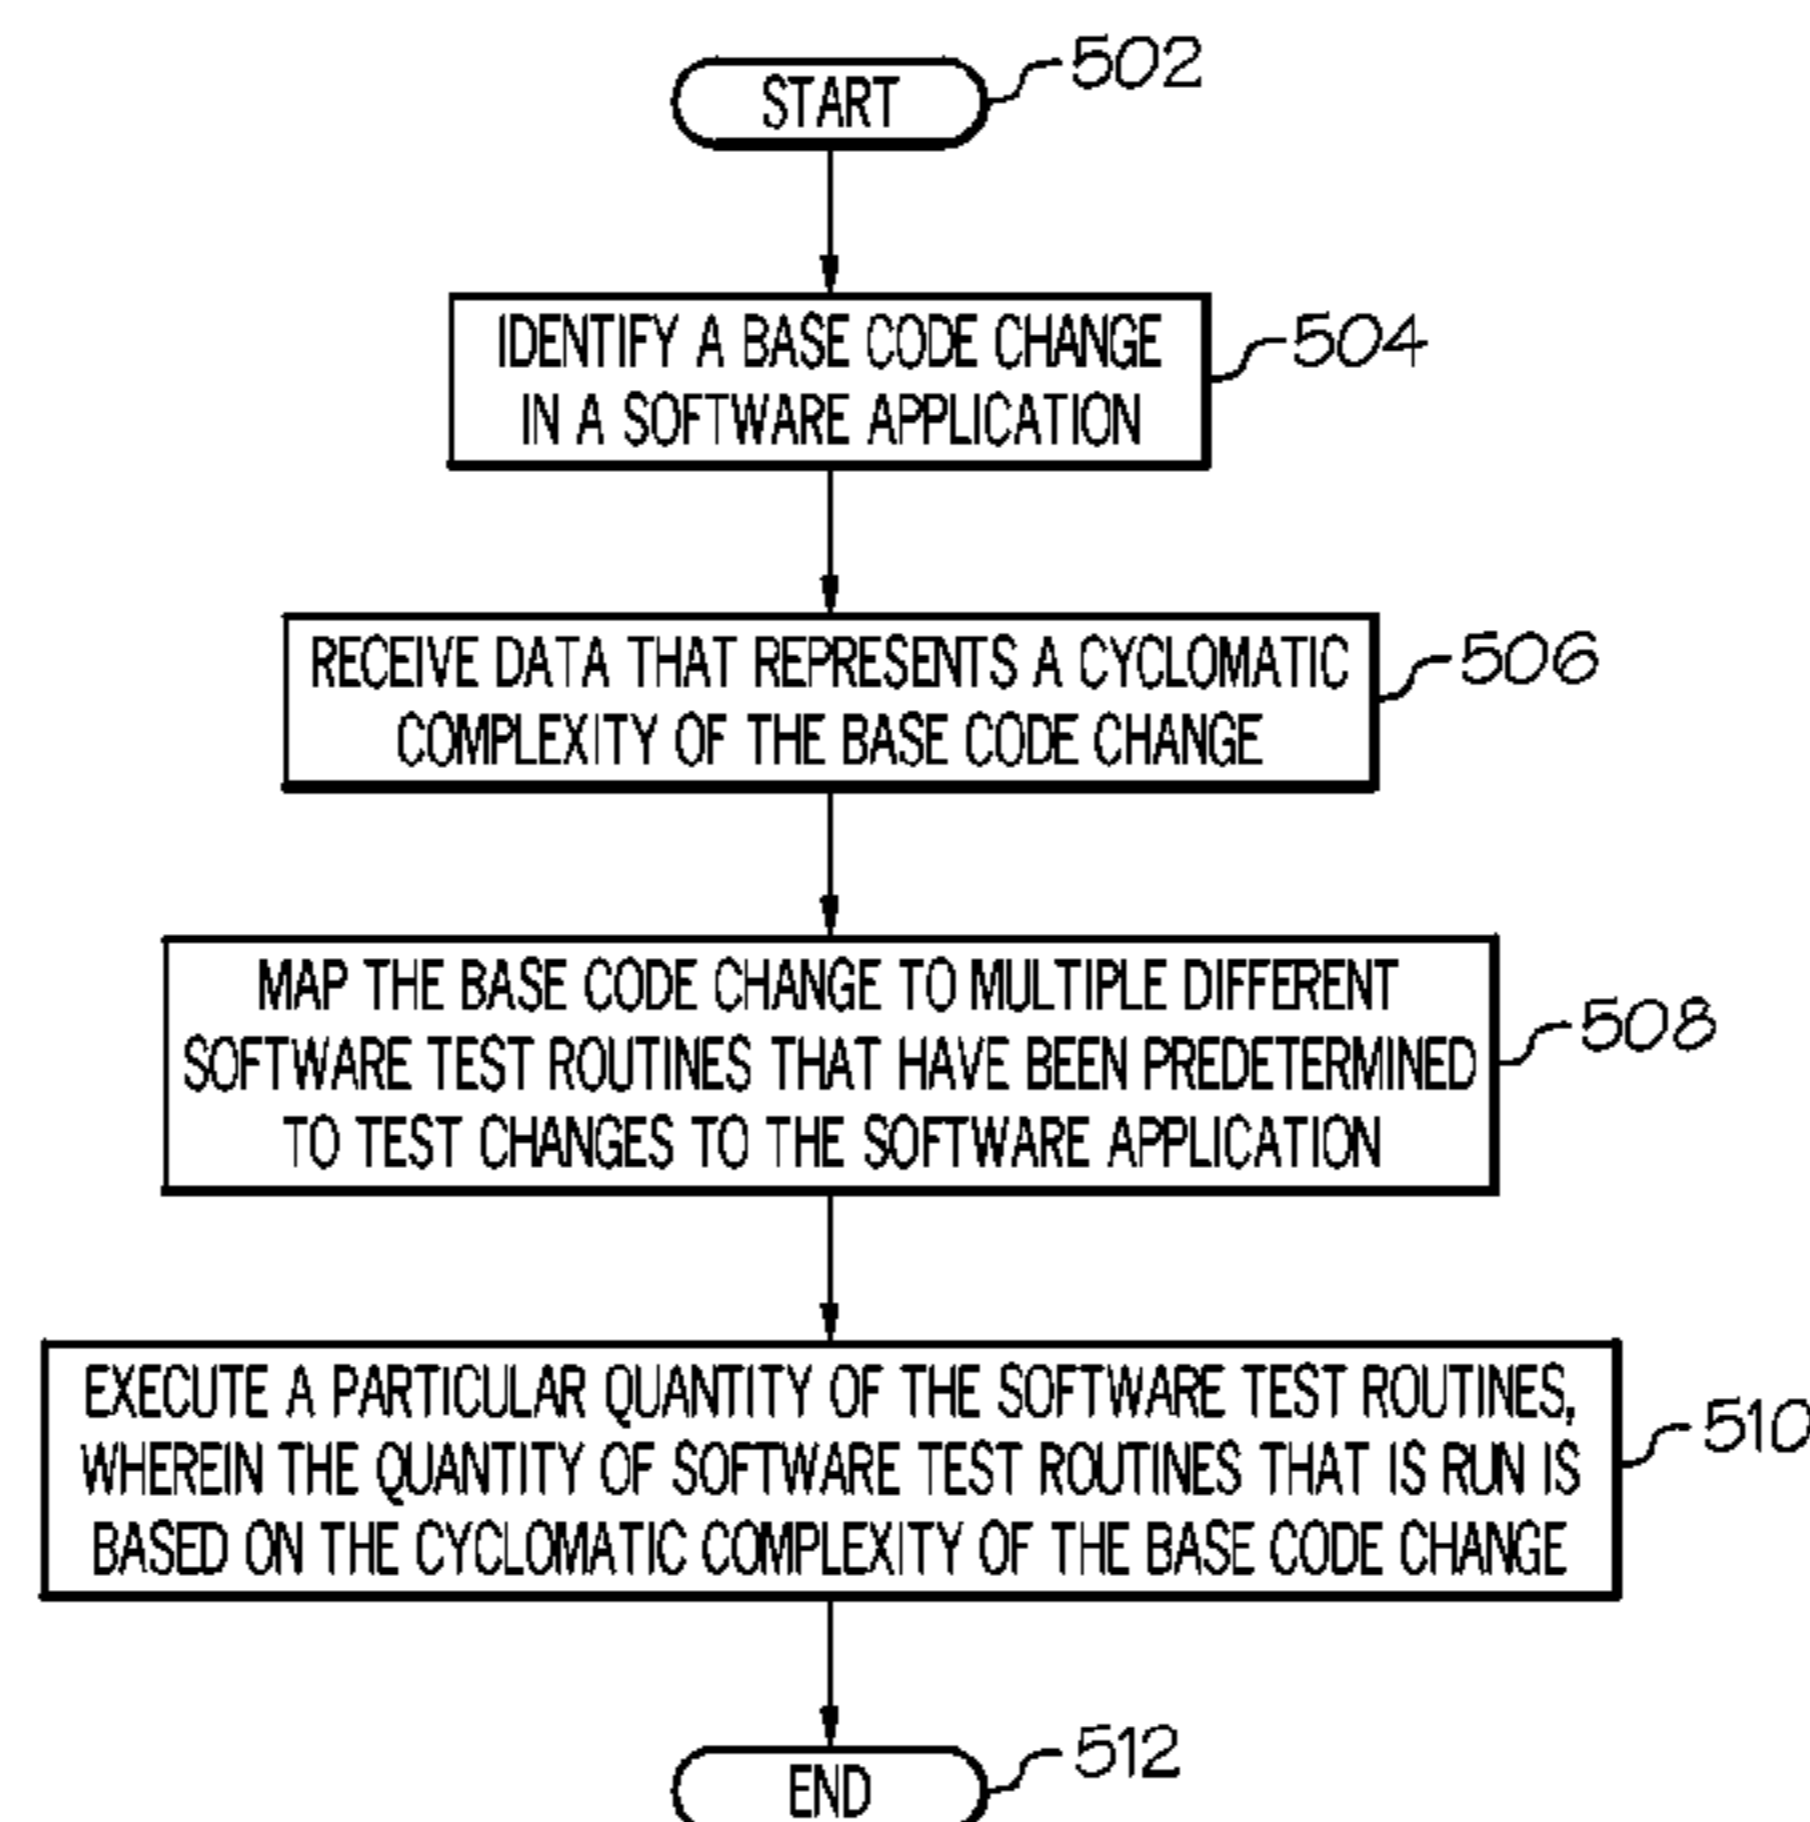 START
502
IDENTIFY A BASE CODE CHANGE
IN A SOFTWARE APPLICATION
504
RECEIVE DATA THAT REPRESENTS A CYCLOMATIC
COMPLEXITY OF THE BASE CODE CHANGE
506
MAP THE BASE CODE CHANGE TO MULTIPLE DIFFERENT
SOFTWARE TEST ROUTINES THAT HAVE BEEN PREDETERMINED
TO TEST CHANGES TO THE SOFTWARE APPLICATION
508
EXECUTE A PARTICULAR QUANTITY OF THE SOFTWARE TEST ROUTINES,
WHEREIN THE QUANTITY OF SOFTWARE TEST ROUTINES THAT IS RUN IS
BASED ON THE CYCLOMATIC COMPLEXITY OF THE BASE CODE CHANGE
510
END
512